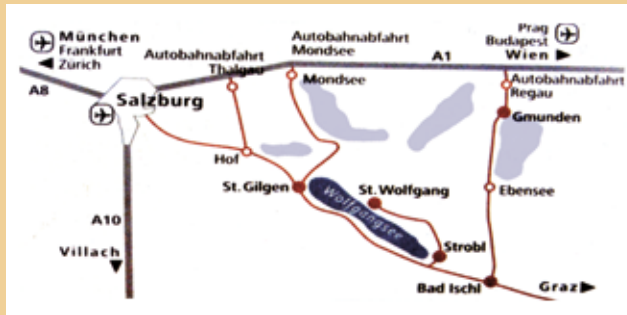 München
Frankfurt
Zürich
A8
Salzburg
Autobahnabfahrt
Thalgau
Autobahnabfahrt
Mondsee
Mondsee
A1
Prag
Budapest
Wien
Autobahnabfahrt
Regau
Gmunden
Hof
St. Gilgen
Wolfgangsee
St. Wolfgang
Ebensee
Strobl
Bad Ischl
Graz
A10
Villach